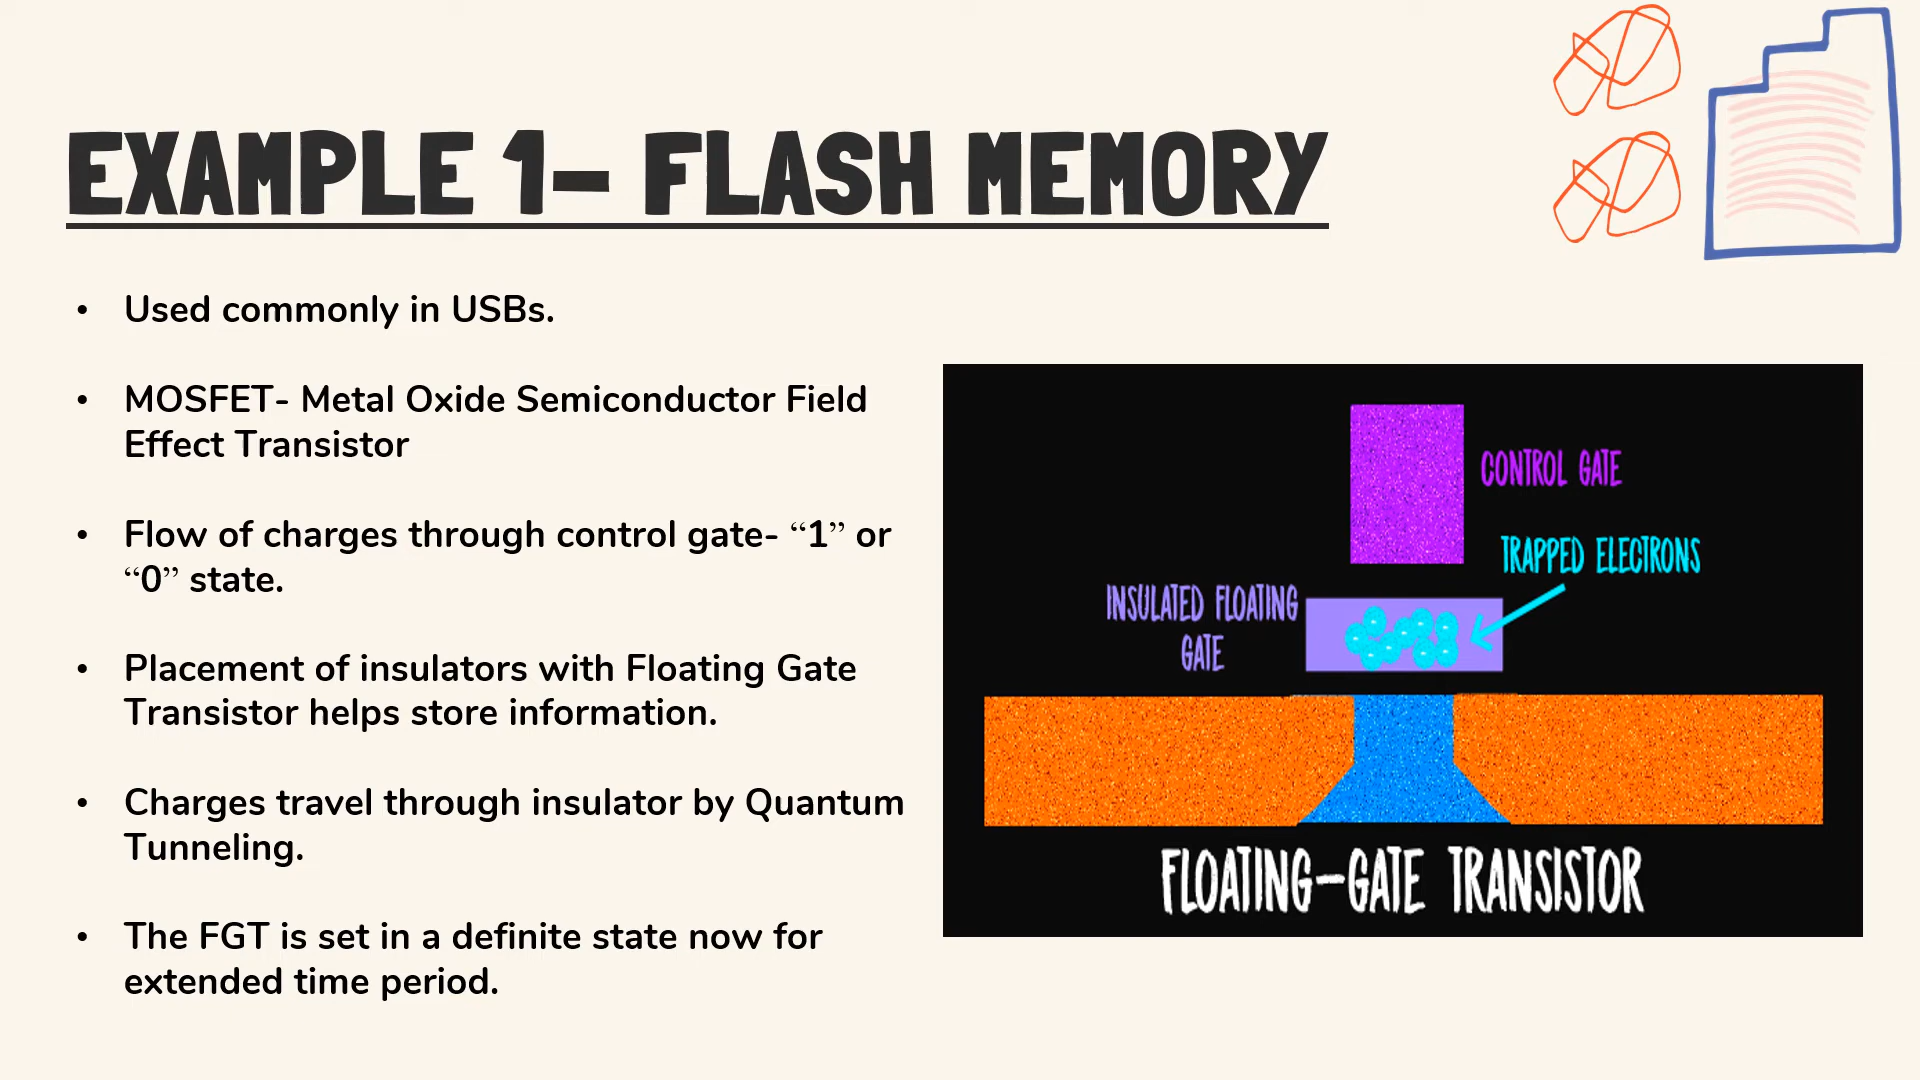 EXAMPLE 1– FLASH MEMORY
• Used commonly in USBs.
• MOSFET- Metal Oxide Semiconductor Field
Effect Transistor
• Flow of charges through control gate- “1” or
“0” state.
• Placement of insulators with Floating Gate
Transistor helps store information.
• Charges travel through insulator by Quantum
Tunneling.
• The FGT is set in a definite state now for
extended time period.
CONTROL GATE
TRAPPED ELECTRONS
INSULATED FLOATING
GATE
FLOATING-GATE TRANSISTOR